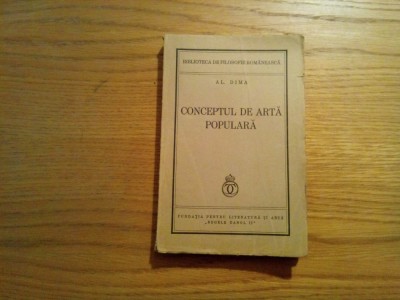 BIBLIOTECA DE FILOSOFIE ROMÂNEASCĂ
AL. DIMA
CONCEPTUL DE ARTĂ
POPULARĂ
FUNDAȚIA PENTRU LITERATURĂ ȘI ARTĂ
„REGELE CAROL II”